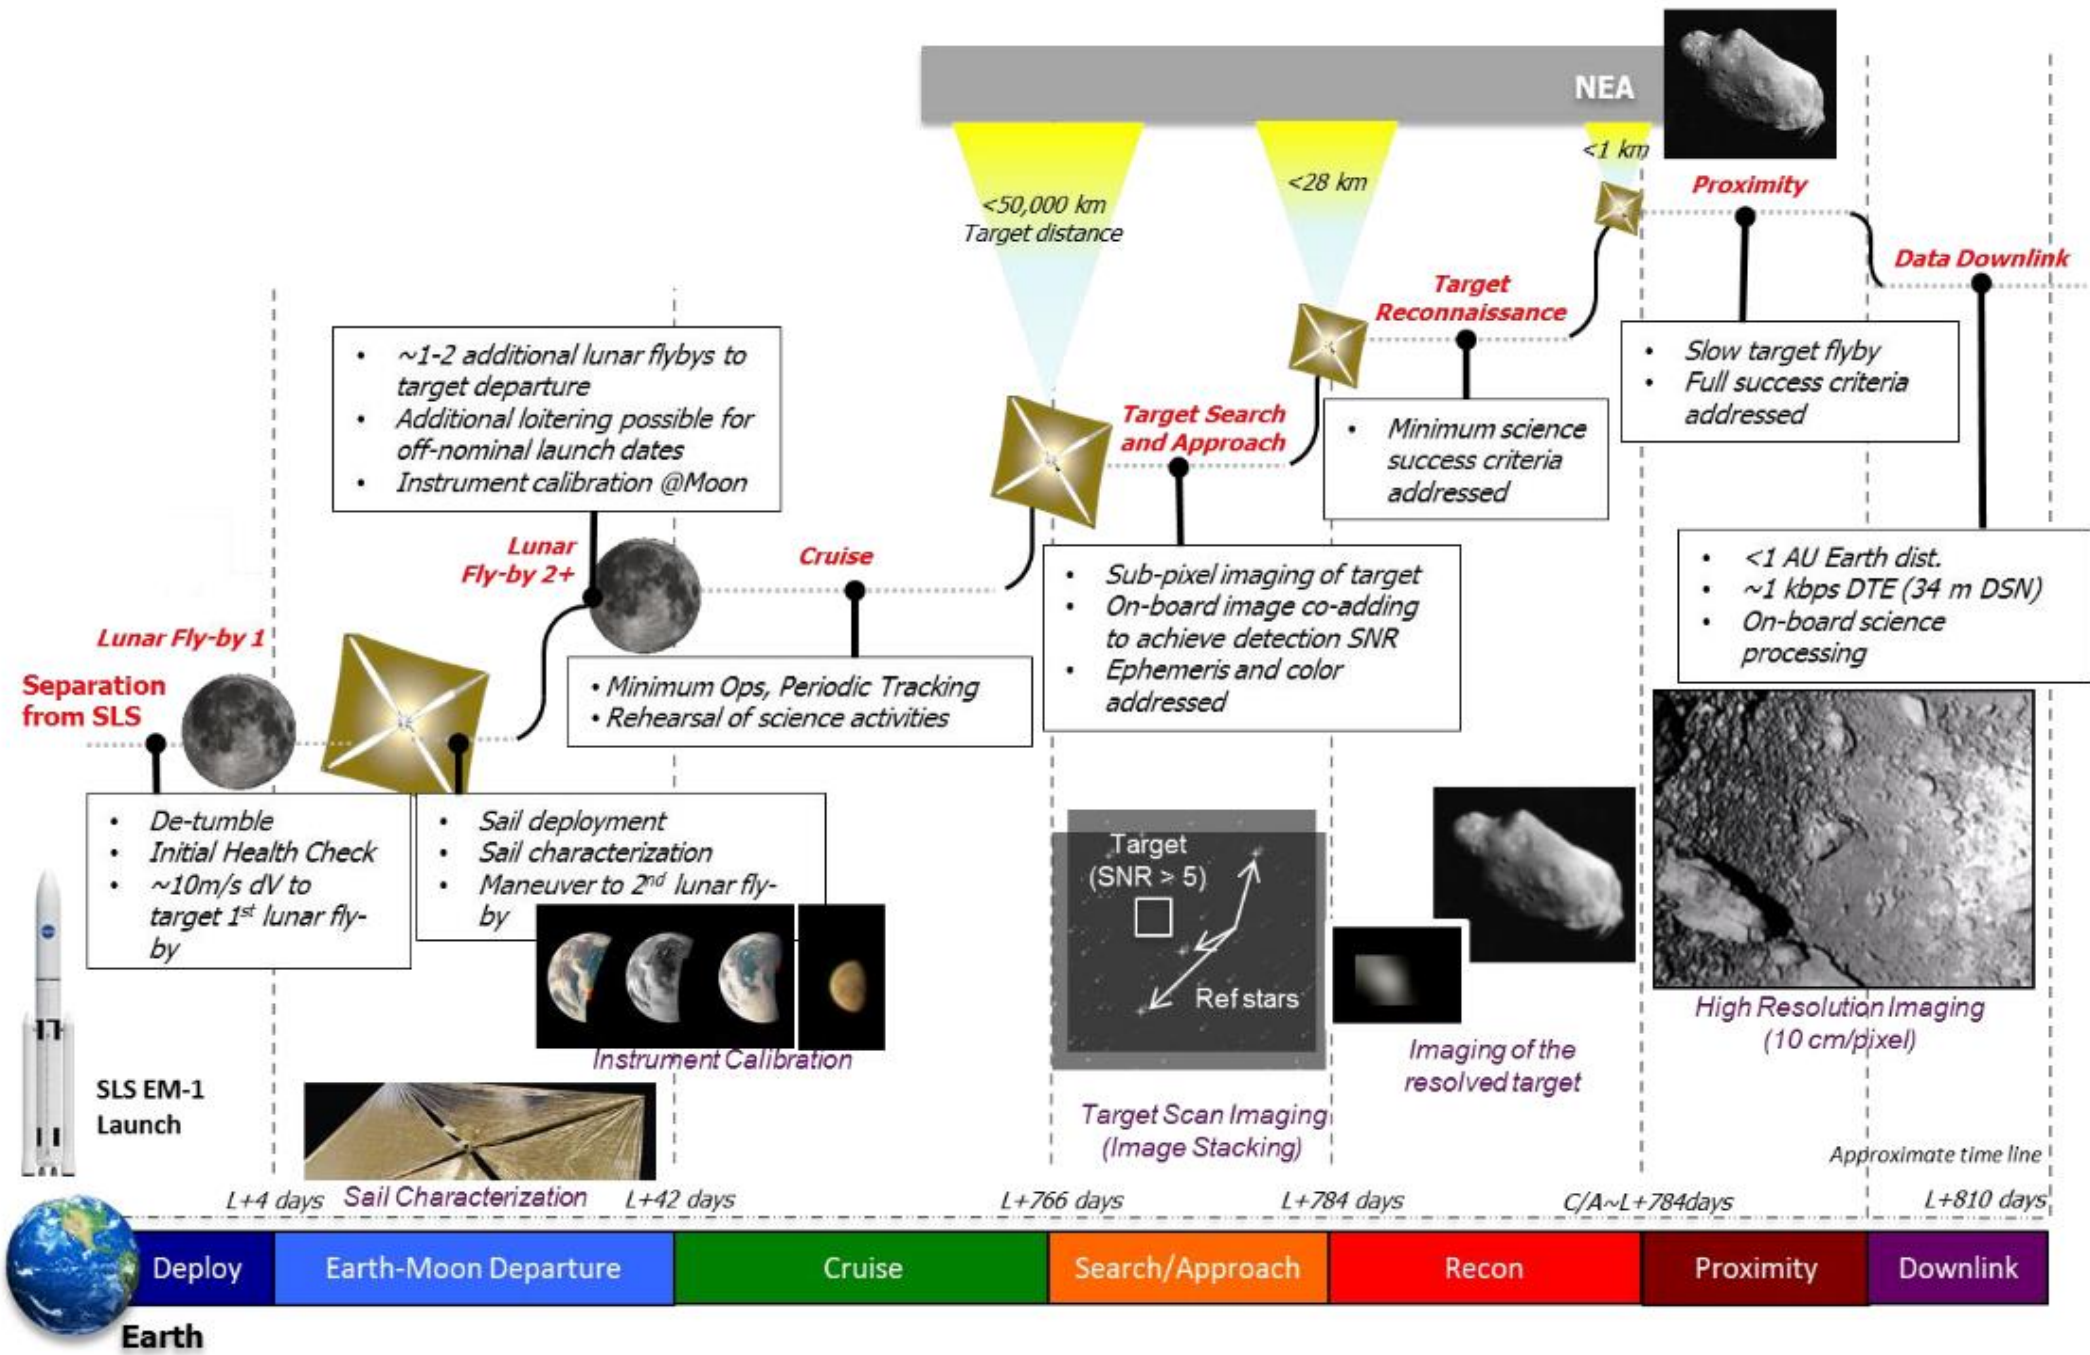 NEA
<1 km
<28 km
<50,000 km
Target distance
Proximity
Data Downlink
Target
Reconnaissance
Target Search
and Approach
• Slow target flyby
• Full success criteria
addressed
• Minimum science
success criteria
addressed
• ~1-2 additional lunar flybys to
target departure
• Additional loitering possible for
off-nominal launch dates
• Instrument calibration @Moon
Lunar
Fly-by 2+
Cruise
• Sub-pixel imaging of target
• On-board image co-adding
to achieve detection SNR
• Ephemeris and color
addressed
• <1 AU Earth dist.
• ~1 kbps DTE (34 m DSN)
• On-board science
processing
Lunar Fly-by 1
Separation
from SLS
• Minimum Ops, Periodic Tracking
• Rehearsal of science activities
• De-tumble
• Initial Health Check
• ~10m/s dV to
target 1st lunar fly-
by
• Sail deployment
• Sail characterization
• Maneuver to 2nd lunar fly-
by
Target
(SNR > 5)
Ref stars
Instrument Calibration
High Resolution Imaging
(10 cm/pixel)
Imaging of the
resolved target
SLS EM-1
Launch
Target Scan Imaging
(Image Stacking)
Approximate time line
Sail Characterization
L+4 days
L+42 days
L+766 days
L+784 days
C/A~L+784days
L+810 days
Deploy
Earth-Moon Departure
Cruise
Search/Approach
Recon
Proximity
Downlink
Earth